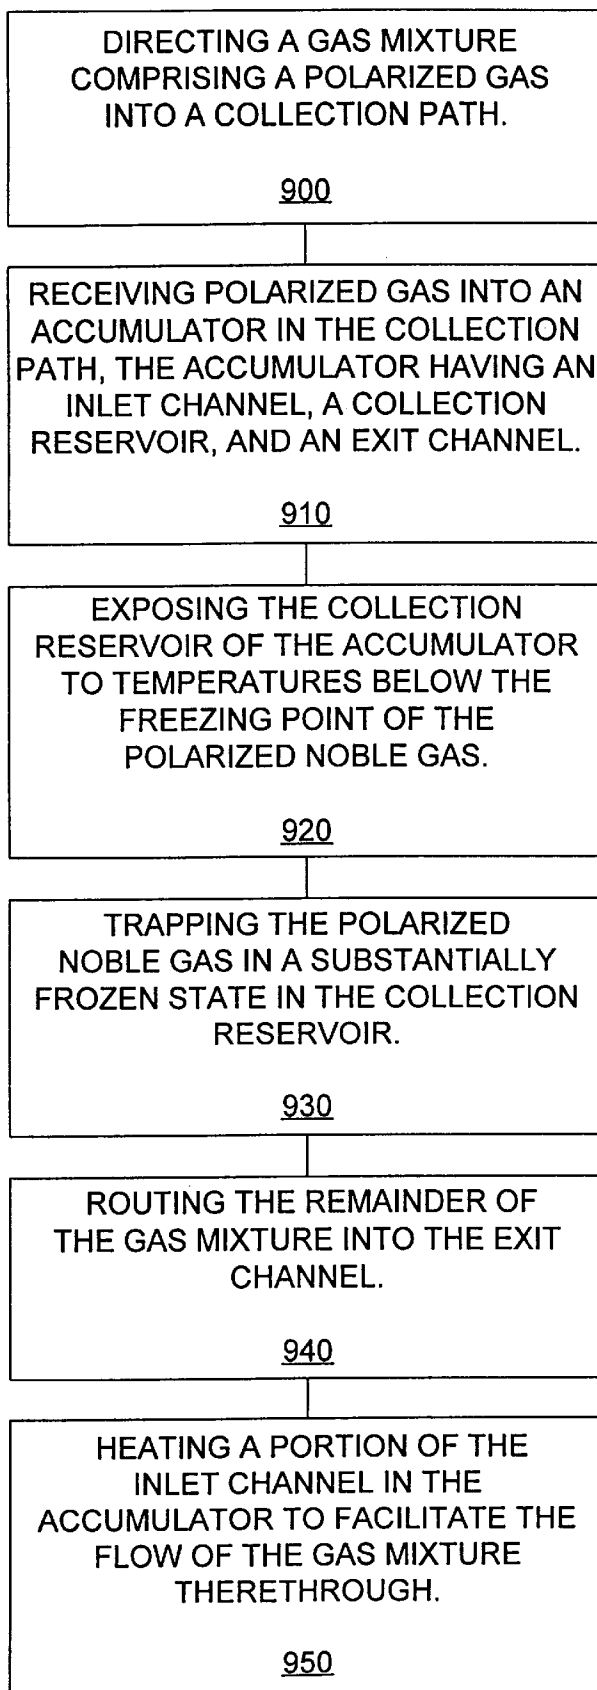 DIRECTING A GAS MIXTURE
COMPRISING A POLARIZED GAS
INTO A COLLECTION PATH.
900
RECEIVING POLARIZED GAS INTO AN
ACCUMULATOR IN THE COLLECTION
PATH, THE ACCUMULATOR HAVING AN
INLET CHANNEL, A COLLECTION
RESERVOIR, AND AN EXIT CHANNEL.
910
EXPOSING THE COLLECTION
RESERVOIR OF THE ACCUMULATOR
TO TEMPERATURES BELOW THE
FREEZING POINT OF THE
POLARIZED NOBLE GAS.
920
TRAPPING THE POLARIZED
NOBLE GAS IN A SUBSTANTIALLY
FROZEN STATE IN THE COLLECTION
RESERVOIR.
930
ROUTING THE REMAINDER OF
THE GAS MIXTURE INTO THE EXIT
CHANNEL.
940
HEATING A PORTION OF THE
INLET CHANNEL IN THE
ACCUMULATOR TO FACILITATE THE
FLOW OF THE GAS MIXTURE
THERETHROUGH.
950